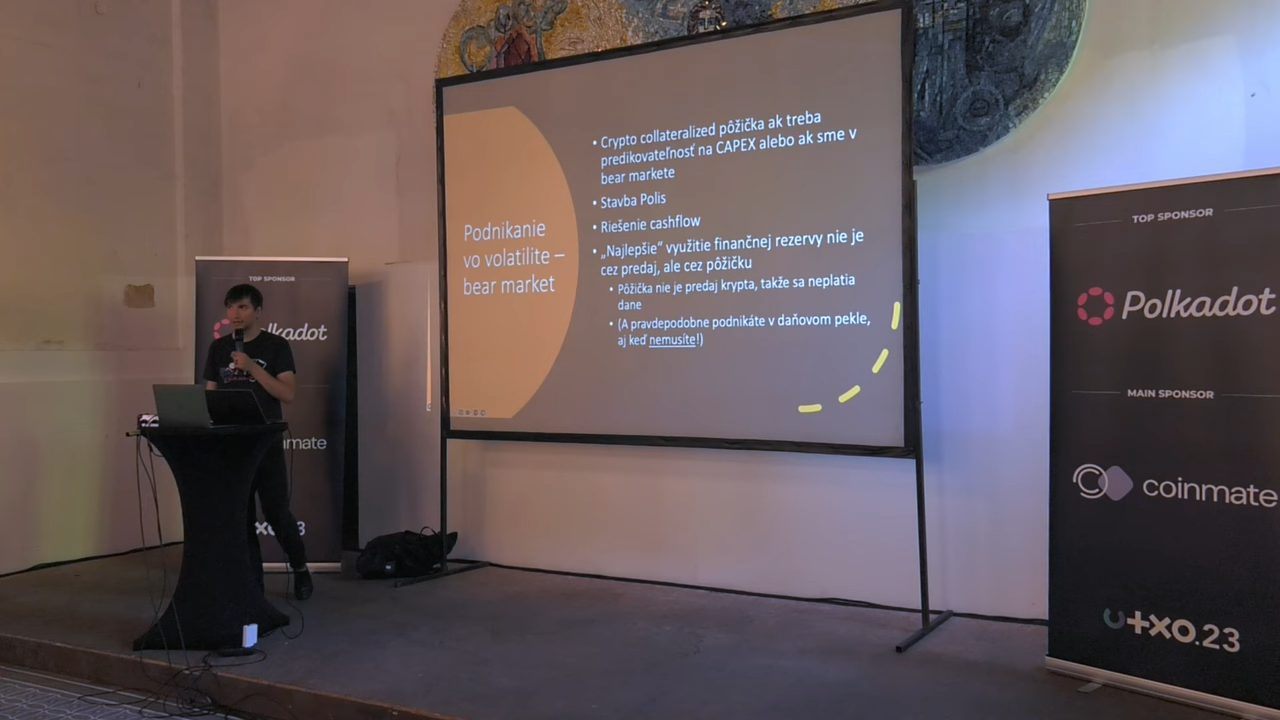 Podnikanie
vo volatilite –
bear market
• Crypto collateralized pôžička ak treba
predikovateľnosť na CAPEX alebo ak sme v
bear markete
• Stavba Polis
• Riešenie cashflow
• „Najlepšie“ využitie finančnej rezervy nie je
cez predaj, ale cez pôžičku
• Pôžička nie je predaj krypta, takže sa neplatia
dane
• (A pravdepodobne podnikáte v daňovom pekle,
aj keď nemusíte!)
TOP SPONSOR
lkadot
nmate
xo 3
TOP SPONSOR
Polkadot
MAIN SPONSOR
coinmate
utxo.23